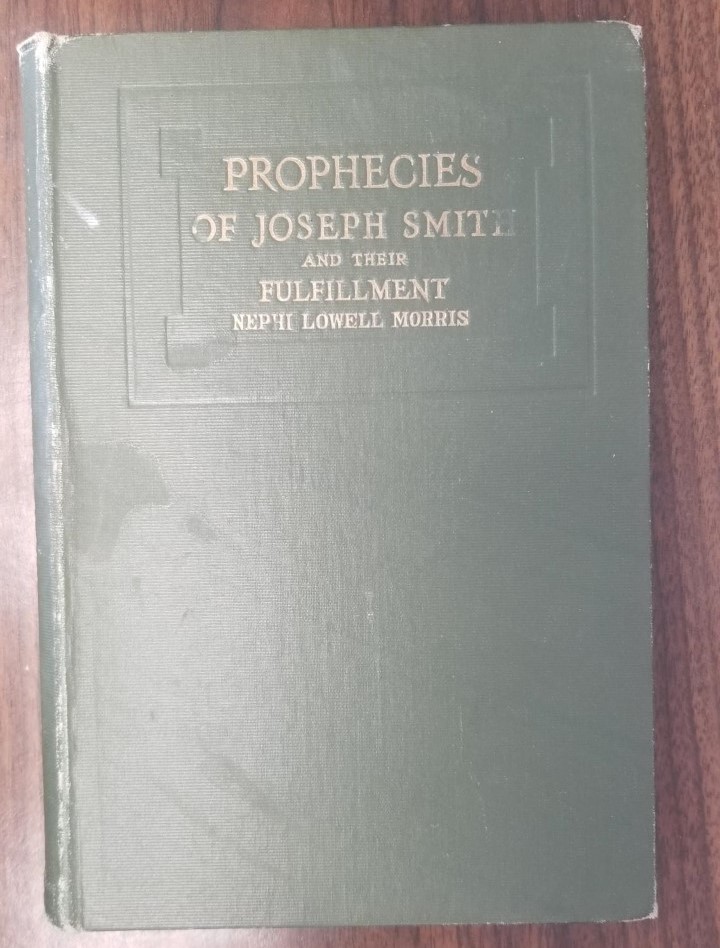 PROPHECIES
OF JOSEPH SMITH
AND THEIR
FULFILLMENT
NEPHI LOWELL MORRIS